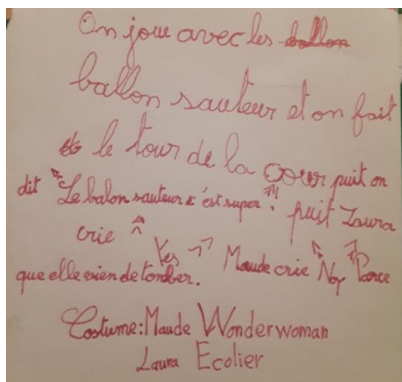 On joue avec les ballon
ballon sauteur et on fait
le tour de la cour puit on
dit "Le balon sauteur c'est super". puit Laura
crie "Yes" Maude crie "Noy" Parce
que elle vien de tomber.
Costume: Maude Wonderwoman
Laura Ecolier